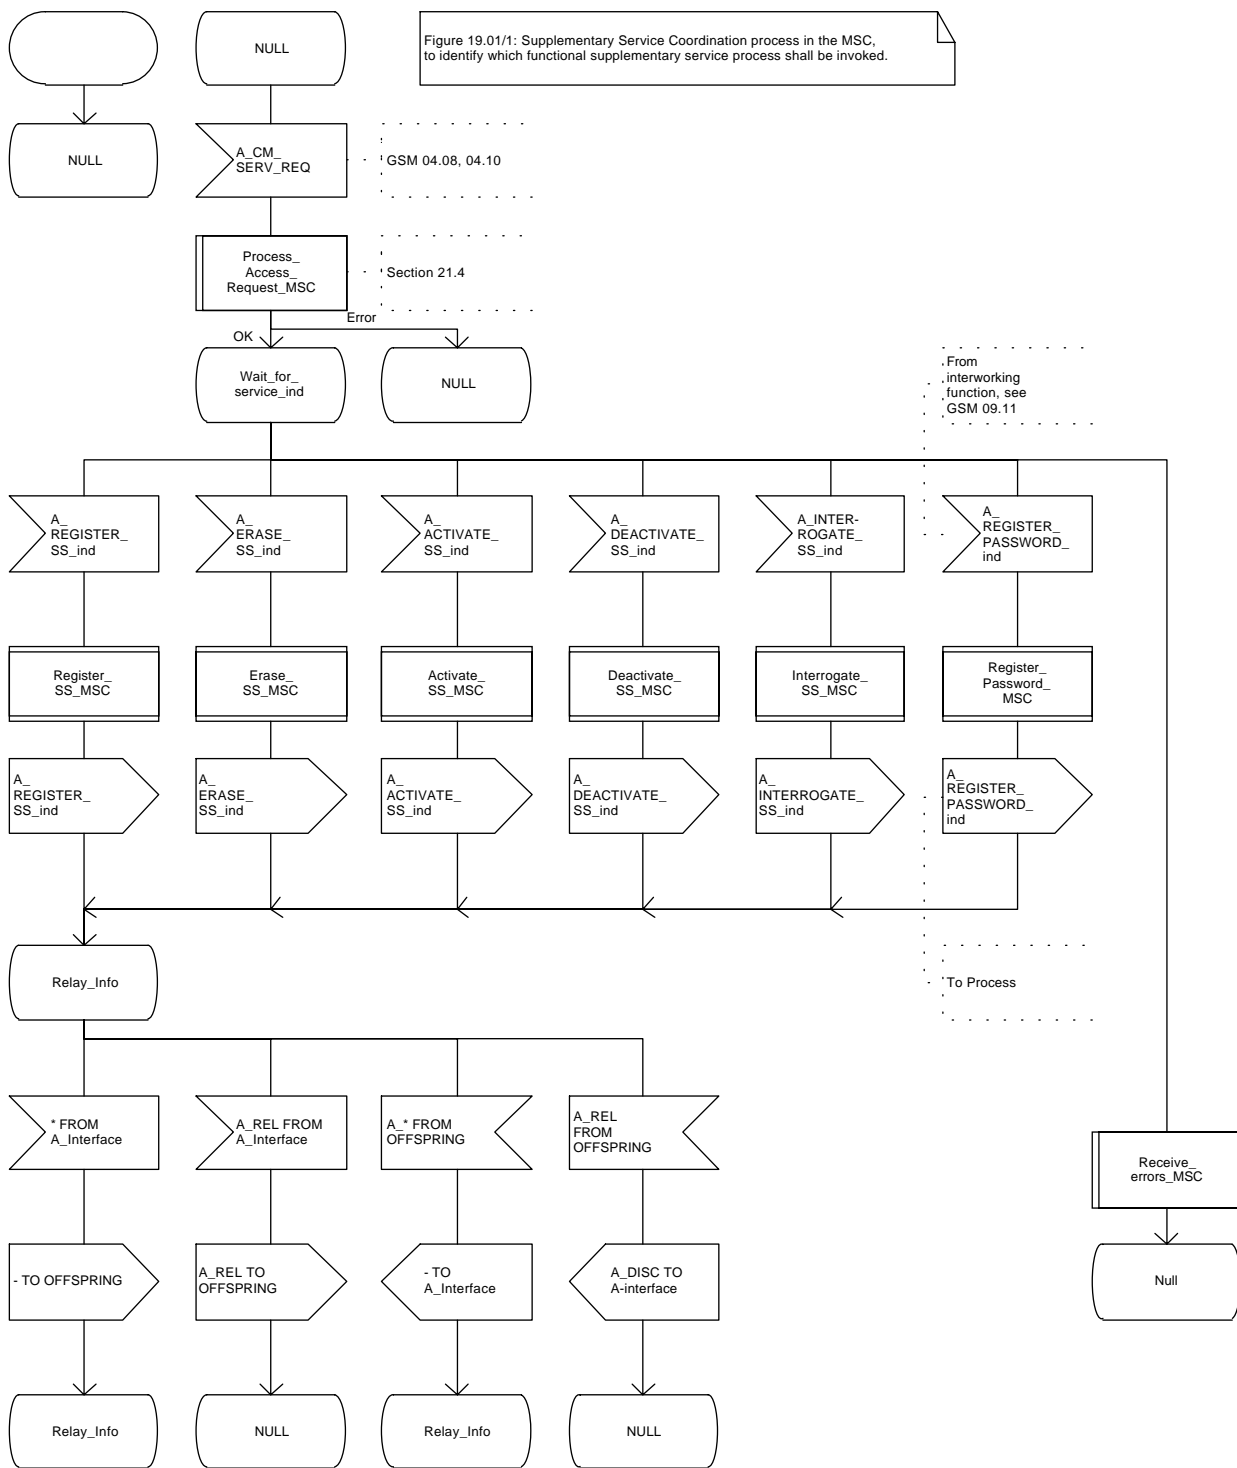 NULL
Figure 19.01/1: Supplementary Service Coordination process in the MSC,
to identify which functional supplementary service process shall be invoked.
NULL
A_CM_
SERV_REQ
GSM 04.08, 04.10
Process_
Access_
Request_MSC
Section 21.4
Error
OK
Wait_for_
service_ind
NULL
From
interworking
function, see
GSM 09.11
A_
REGISTER_
SS_ind
A_
ERASE_
SS_ind
A_
ACTIVATE_
SS_ind
A_
DEACTIVATE_
SS_ind
A_INTER-
ROGATE_
SS_ind
A_
REGISTER_
PASSWORD_
ind
Register_
SS_MSC
Erase_
SS_MSC
Activate_
SS_MSC
Deactivate_
SS_MSC
Interrogate_
SS_MSC
Register_
Password_
MSC
A_
REGISTER_
SS_ind
A_
ERASE_
SS_ind
A_
ACTIVATE_
SS_ind
A_
DEACTIVATE_
SS_ind
A_
INTERROGATE_
SS_ind
A_
REGISTER_
PASSWORD_
ind
Relay_Info
To Process
* FROM
A_Interface
A_REL FROM
A_Interface
A_* FROM
OFFSPRING
A_REL
FROM
OFFSPRING
Receive_
errors_MSC
- TO OFFSPRING
A_REL TO
OFFSPRING
- TO
A_Interface
A_DISC TO
A-interface
Null
Relay_Info
NULL
Relay_Info
NULL